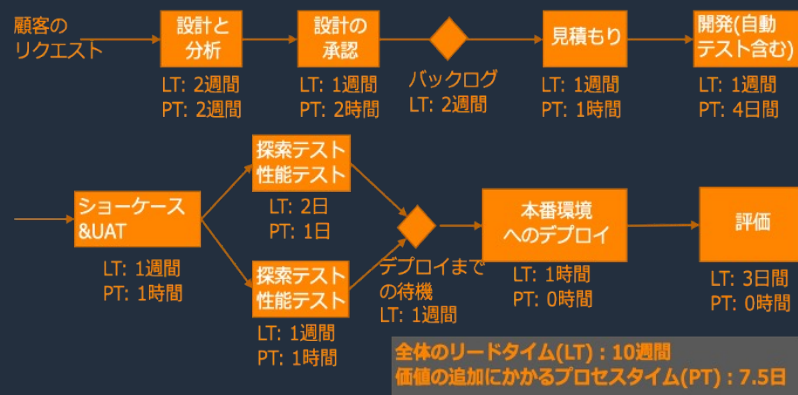 顧客の
リクエスト
設計と
分析
LT: 2週間
PT: 2週間
設計の
承認
LT: 1週間
PT: 2時間
バックログ
LT: 2週間
見積もり
LT: 1週間
PT: 1時間
開発(自動
テスト含む)
LT: 1週間
PT: 4日間
ショーケース
&UAT
LT: 1週間
PT: 1時間
探索テスト
性能テスト
LT: 2日
PT: 1日
探索テスト
性能テスト
LT: 1週間
PT: 1時間
デプロイまで
の待機
LT: 1週間
本番環境
へのデプロイ
LT: 1時間
PT: 0時間
評価
LT: 3日間
PT: 0時間
全体のリードタイム(LT) : 10週間
価値の追加にかかるプロセスタイム(PT) : 7.5日